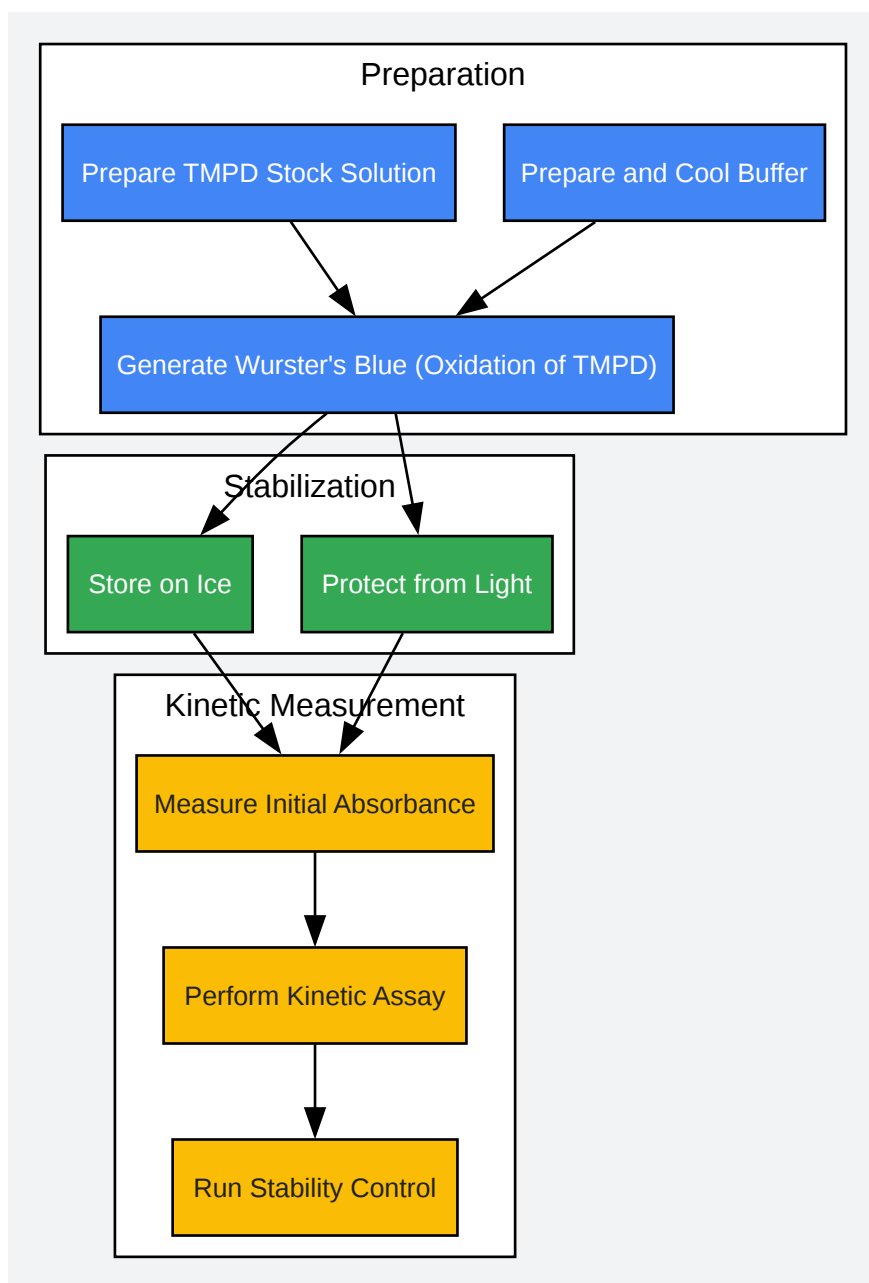 Preparation
Prepare TMPD Stock Solution
Prepare and Cool Buffer
Generate Wurster's Blue (Oxidation of TMPD)
Stabilization
Store on Ice
Protect from Light
Kinetic Measurement
Measure Initial Absorbance
Perform Kinetic Assay
Run Stability Control